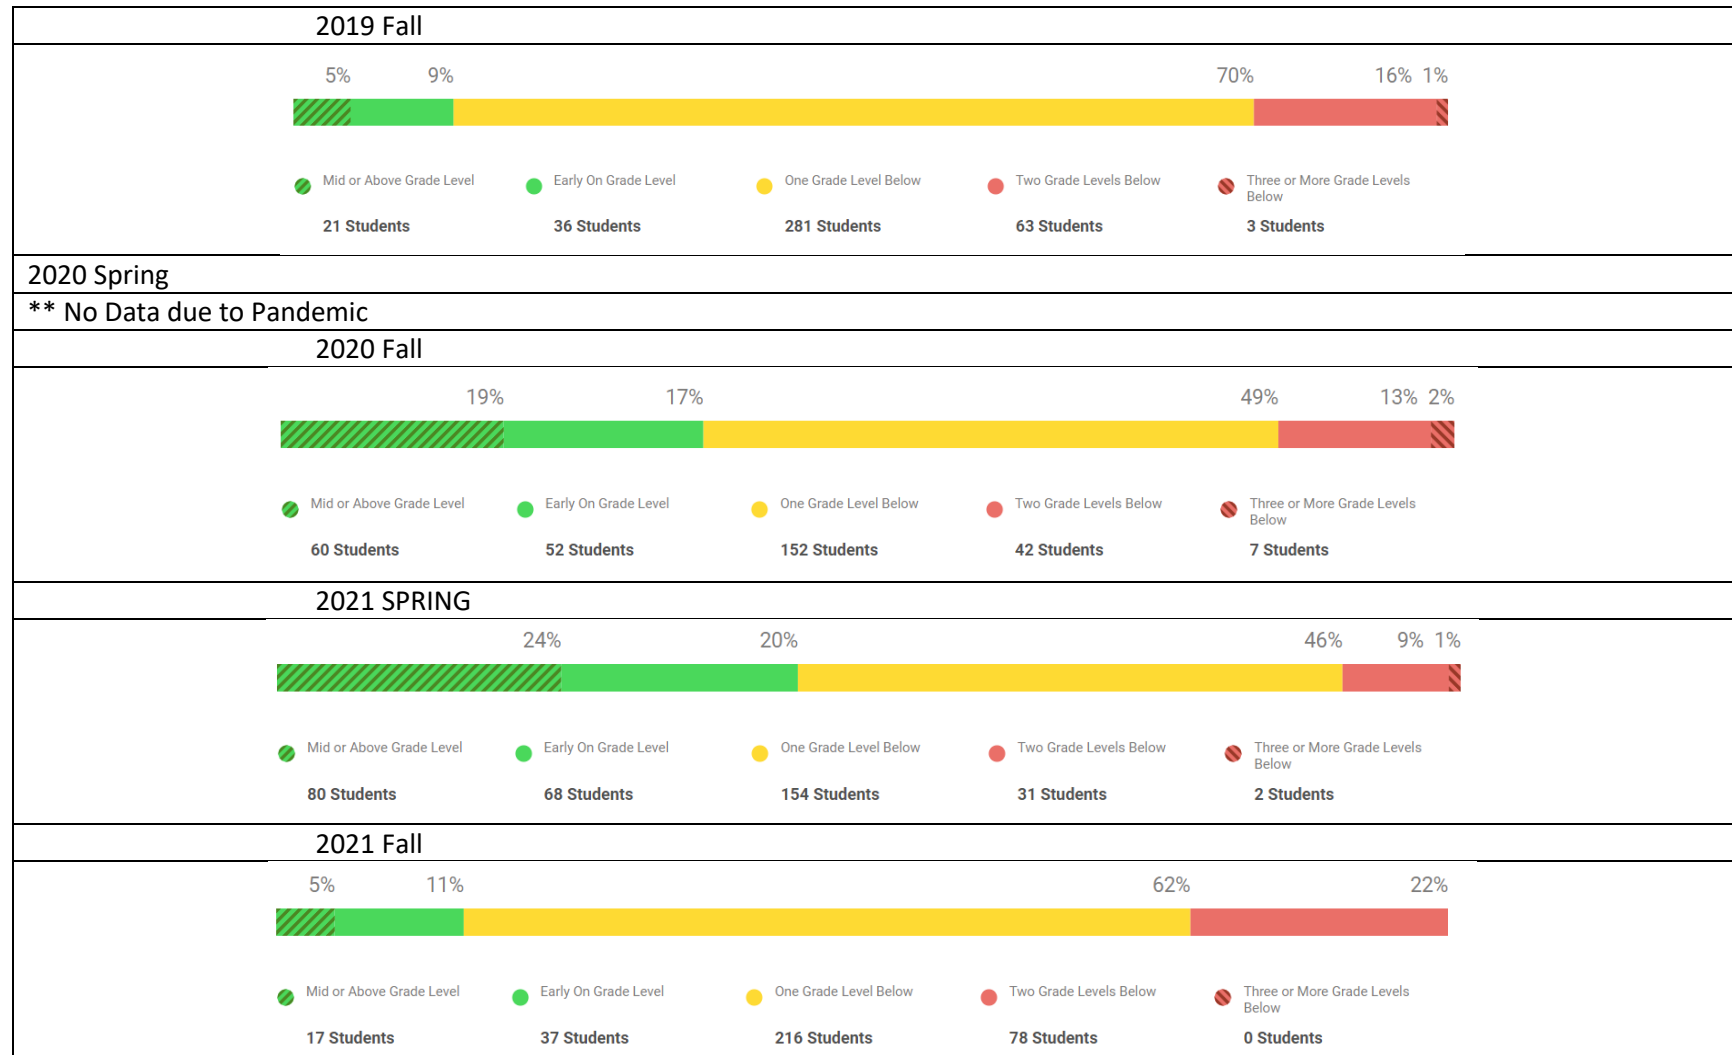 2019 Fall
5% 9% 70% 16% 1%
Mid or Above Grade Level Early On Grade Level One Grade Level Below Two Grade Levels Below Three or More Grade Levels
Below
21 Students 36 Students 281 Students 63 Students 3 Students
2020 Spring
** No Data due to Pandemic
2020 Fall
19% 17% 49% 13% 2%
Mid or Above Grade Level Early On Grade Level One Grade Level Below Two Grade Levels Below Three or More Grade Levels
Below
60 Students 52 Students 152 Students 42 Students 7 Students
2021 SPRING
24% 20% 46% 9% 1%
Mid or Above Grade Level Early On Grade Level One Grade Level Below Two Grade Levels Below Three or More Grade Levels
Below
80 Students 68 Students 154 Students 31 Students 2 Students
2021 Fall
5% 11% 62% 22%
Mid or Above Grade Level Early On Grade Level One Grade Level Below Two Grade Levels Below Three or More Grade Levels
Below
17 Students 37 Students 216 Students 78 Students 0 Students